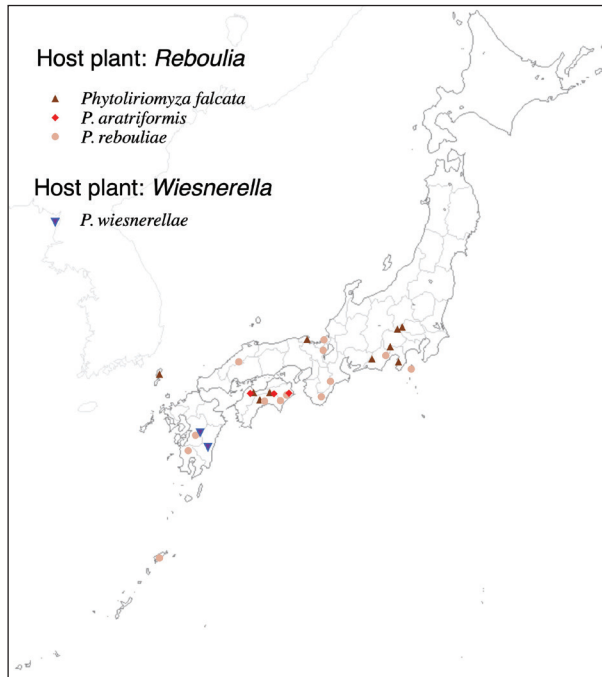 Host plant: Reboulia
Phytoliriomyza falcata
P. aratriformis
P. rebouliae
Host plant: Wiesnerella
P. wiesnerellae